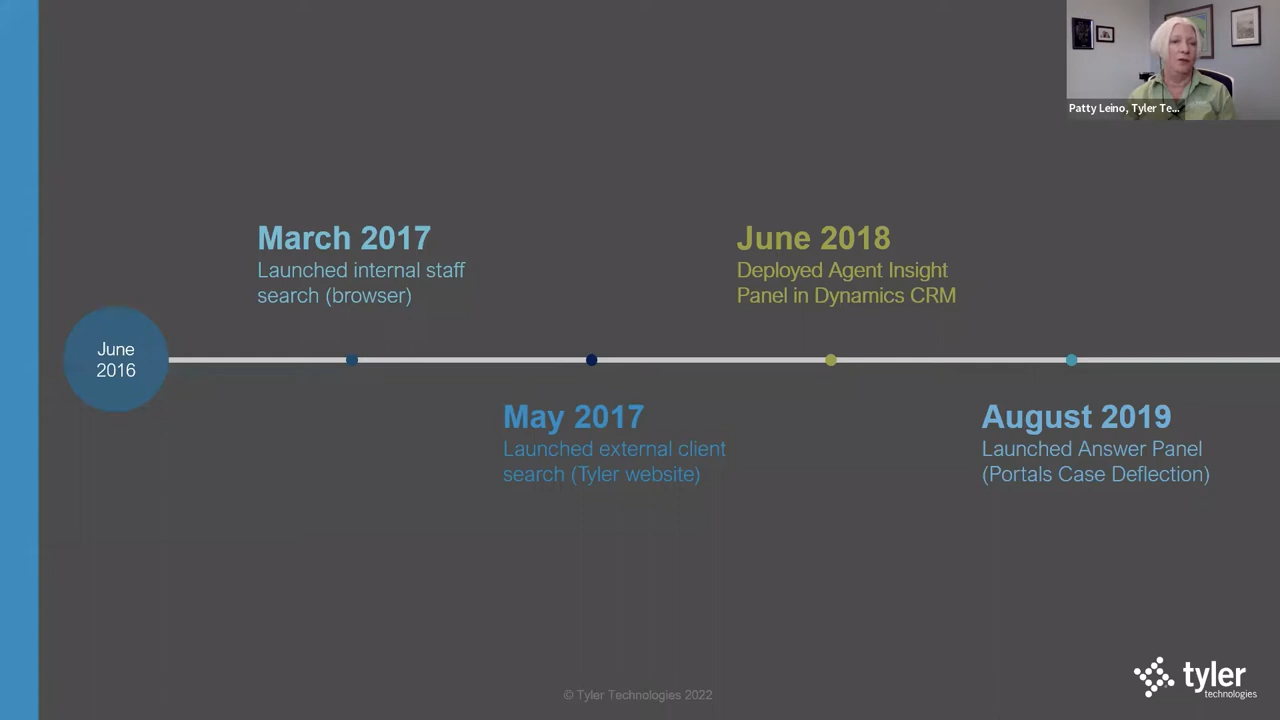 Patty Leino, Tyler Te...
March 2017
Launched internal staff
search (browser)
June 2018
Deployed Agent Insight
Panel in Dynamics CRM
June
2016
May 2017
Launched external client
search (Tyler website)
August 2019
Launched Answer Panel
(Portals Case Deflection)
© Tyler Technologies 2022
tyler
technologies